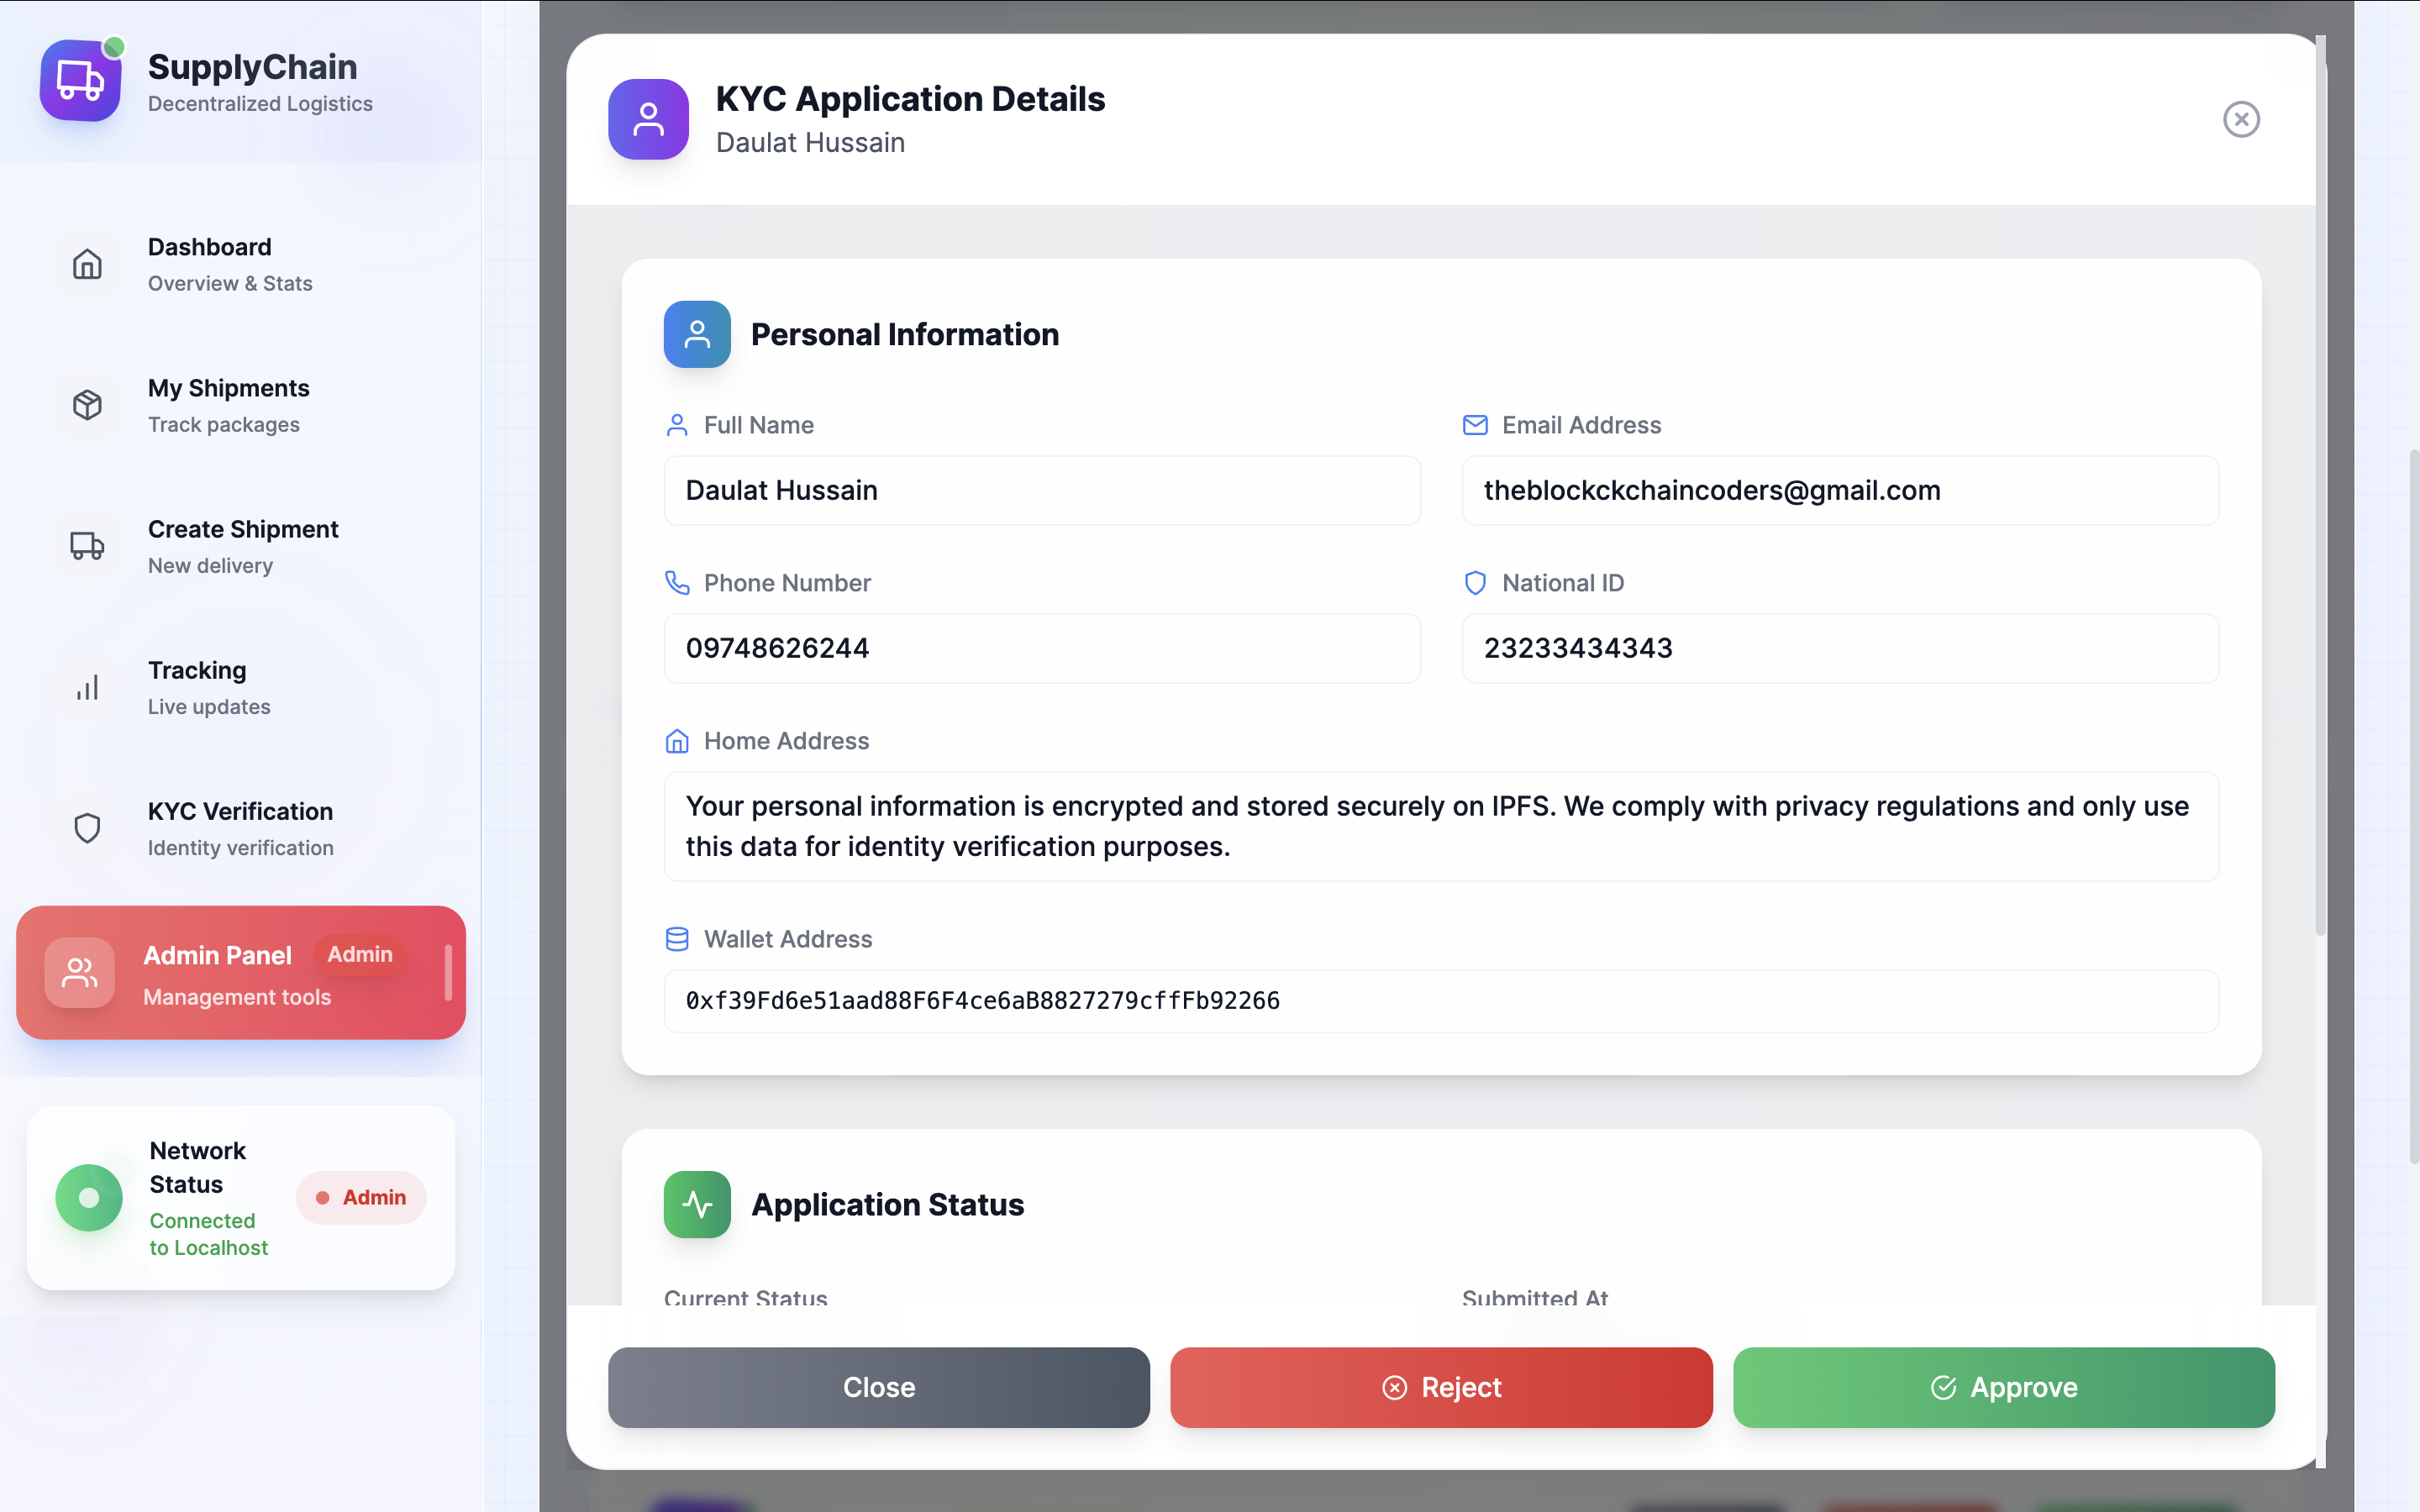 SupplyChain
Decentralized Logistics
Dashboard
Overview & Stats
My Shipments
Track packages
Create Shipment
New delivery
Tracking
Live updates
KYC Verification
Identity verification
Admin Panel
Admin
Management tools
Network
Status
Connected
to Localhost
Admin
KYC Application Details
Daulat Hussain
Personal Information
Full Name
Daulat Hussain
Email Address
theblockckchaincoders@gmail.com
Phone Number
09748626244
National ID
23233434343
Home Address
Your personal information is encrypted and stored securely on IPFS. We comply with privacy regulations and only use
this data for identity verification purposes.
Wallet Address
0xf39Fd6e51aad88F6F4ce6aB8827279cffFb92266
Application Status
Current Status
Submitted At
Close
Reject
Approve